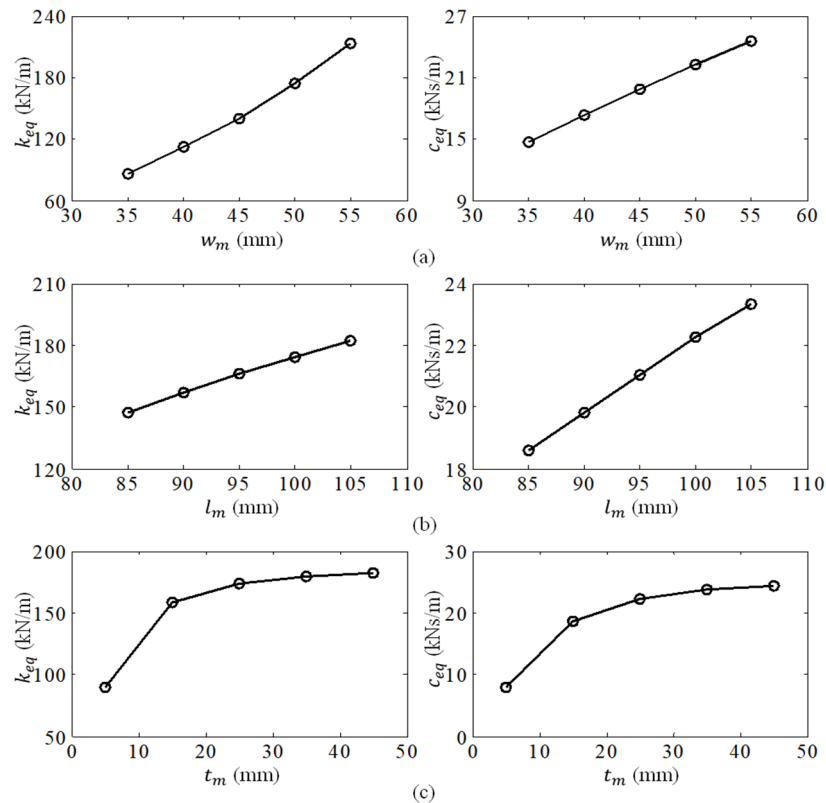 240
180
120
60
k_eq (kN/m)
30 35 40 45 50 55 60
w_m (mm)
27
21
15
9
c_eq (kNs/m)
30 35 40 45 50 55 60
w_m (mm)
(a)
210
180
150
120
k_eq (kN/m)
80 85 90 95 100 105 110
l_m (mm)
24
22
20
18
c_eq (kNs/m)
80 85 90 95 100 105 110
l_m (mm)
(b)
200
150
100
50
k_eq (kN/m)
0 10 20 30 40 50
t_m (mm)
30
20
10
0
c_eq (kNs/m)
0 10 20 30 40 50
t_m (mm)
(c)